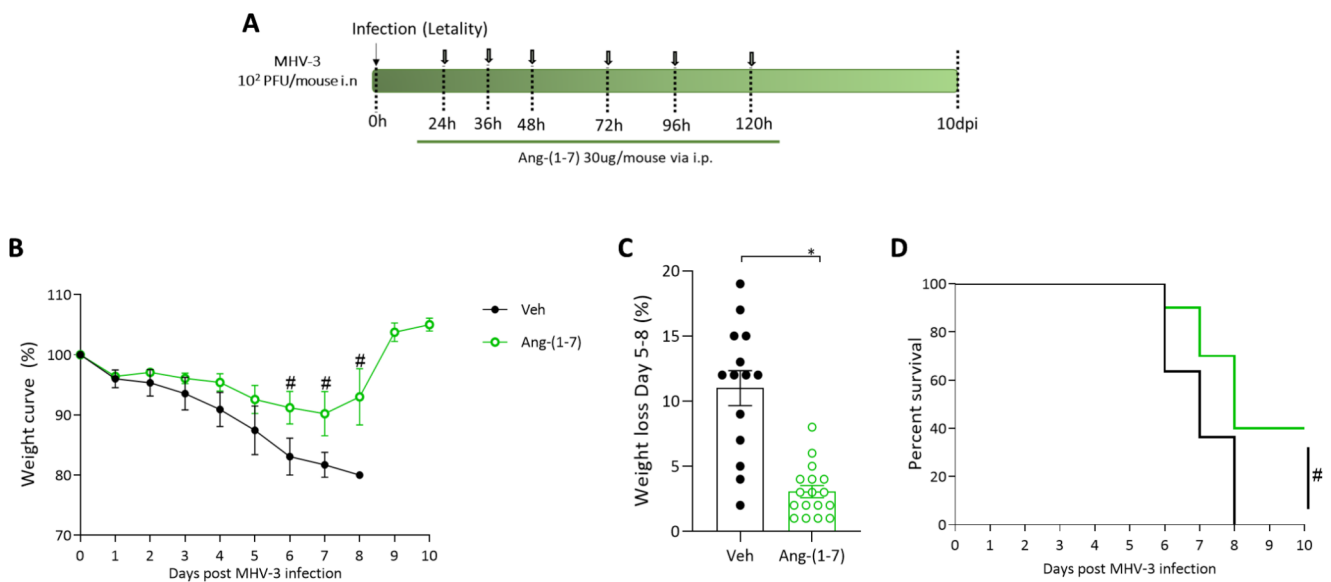 A
Infection (Letality)
MHV-3
10² PFU/mouse i.n
0h 24h 36h 48h 72h 96h 120h 10dpi
Ang-(1-7) 30ug/mouse via i.p.
B
Weight curve (%)
110
100
90
80
70
0 1 2 3 4 5 6 7 8 9 10
Days post MHV-3 infection
# # #
Veh
Ang-(1-7)
C
Weight loss Day 5-8 (%)
20
15
10
5
0
*
Veh Ang-(1-7)
D
Percent survival
100
80
60
40
20
0
0 1 2 3 4 5 6 7 8 9 10
Days post MHV-3 infection
#